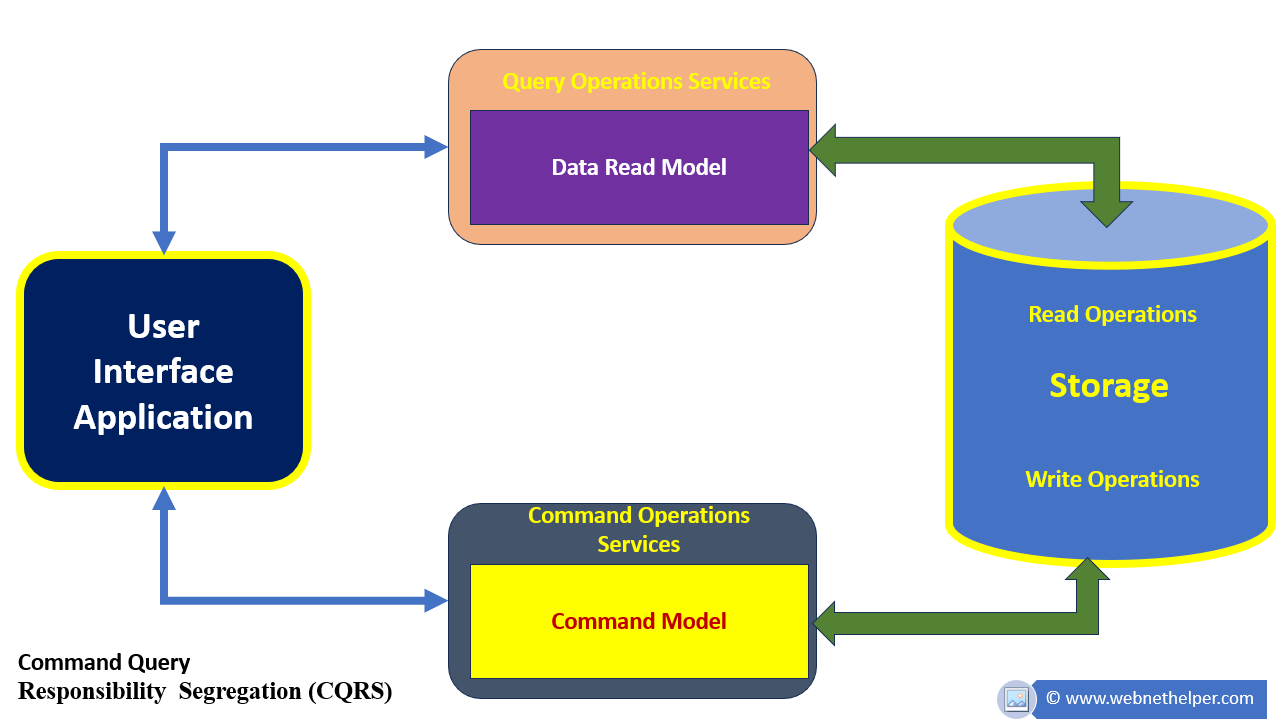 Query Operations Services
Data Read Model
User
Interface
Application
Read Operations
Storage
Write Operations
Command Operations
Services
Command Model
Command Query
Responsibility  Segregation (CQRS)
© www.webnethelper.com